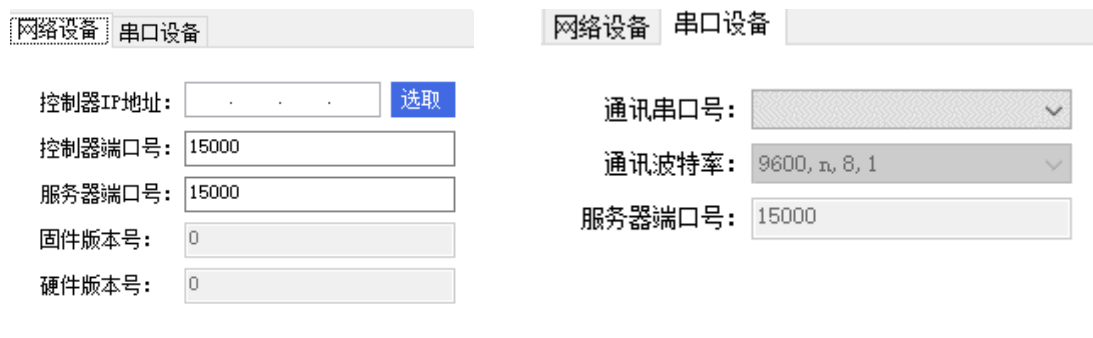 网络设备 串口设备
控制器IP地址: . . . 选取
控制器端口号: 15000
服务器端口号: 15000
固件版本号: 0
硬件版本号: 0
网络设备 串口设备
通讯串口号:
通讯波特率: 9600, n, 8, 1
服务器端口号: 15000